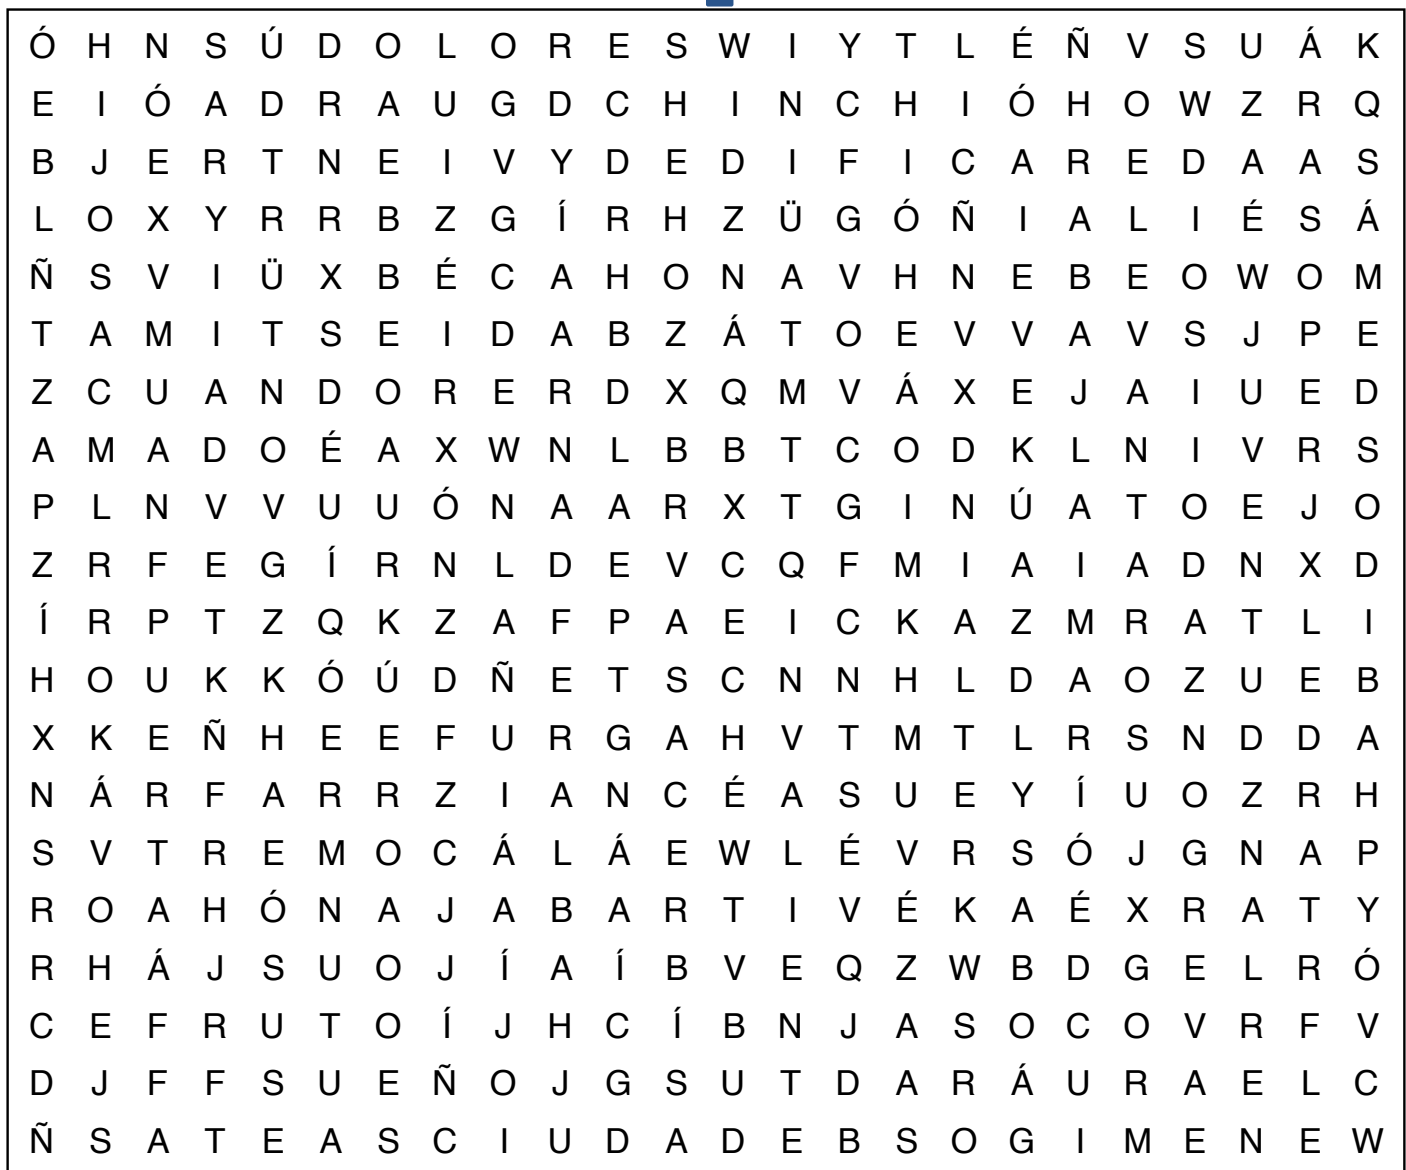 Ó H N S Ú D O L O R E S W I Y T L É Ñ V S U Á K
E I Ó A D R A U G D C H I N C H I Ó H O W Z R Q
B J E R T N E I V Y D E D I F I C A R E D A A S
L O X Y R R B Z G Í R H Z Ü G Ó Ñ I A L I É S Á
Ñ S V I Ü X B É C A H O N A V H N E B E O W O M
T A M I T S E I D A B Z Á T O E V V A V S J P E
Z C U A N D O R E R D X Q M V Á X E J A I U E D
A M A D O É A X W N L B B T C O D K L N I V R S
P L N V V U U Ó N A A R X T G I N Ú A T O E J O
Z R F E G Í R N L D E V C Q F M I A I A D N X D
Í R P T Z Q K Z A F P A E I C K A Z M R A T L I
H O U K K Ó Ú D Ñ E T S C N N H L D A O Z U E B
X K E Ñ H E E F U R G A H V T M T L R S N D D A
N Á R F A R R Z I A N C É A S U E Y Í U O Z R H
S V T R E M O C Á L Á E W L É V R S Ó J G N A P
R O A H Ó N A J A B A R T I V É K A É X R A T Y
R H Á J S U O J Í A Í B V E Q Z W B D G E L R Ó
C E F R U T O Í J H C Í B N J A S O C O V R F V
D J F F S U E Ñ O J G S U T D A R Á U R A E L C
Ñ S A T E A S C I U D A D E B S O G I M E N E W